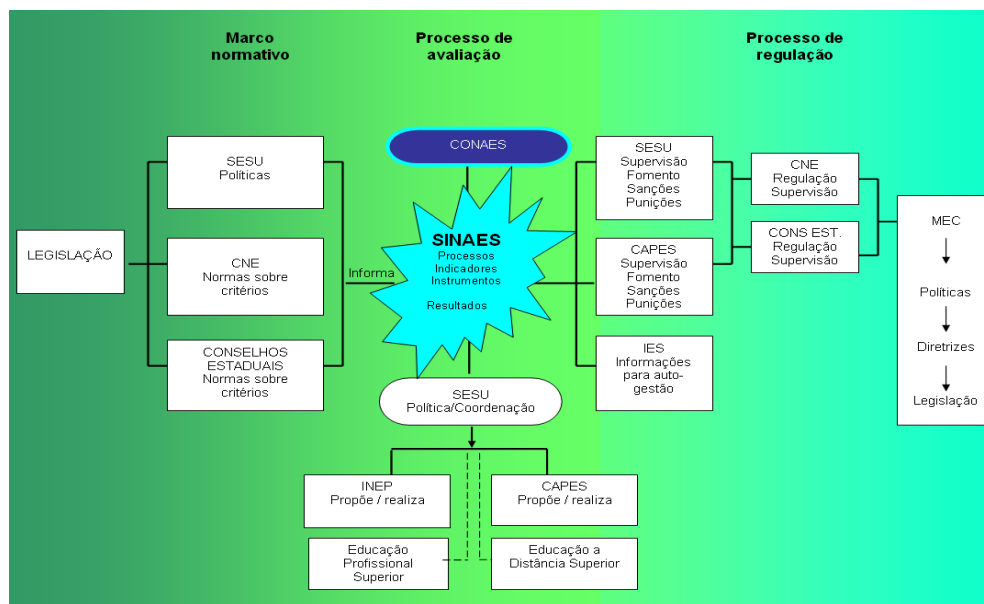 Marco
normativo
Processo de
avaliação
Processo de
regulação
LEGISLAÇÃO
SESU
Políticas
CNE
Normas sobre
critérios
CONSELHOS
ESTADUAIS
Normas sobre
critérios
Informa
CONAES
SINAES
Processos
Indicadores
Instrumentos
Resultados
SESU
Política/Coordenação
INEP
Propõe / realiza
CAPES
Propõe / realiza
Educação
Profissional
Superior
Educação a
Distância Superior
SESU
Supervisão
Fomento
Sanções
Punições
CAPES
Supervisão
Fomento
Sanções
Punições
IES
Informações
para auto-
gestão
CNE
Regulação
Supervisão
CONS EST.
Regulação
Supervisão
MEC
Políticas
Diretrizes
Legislação